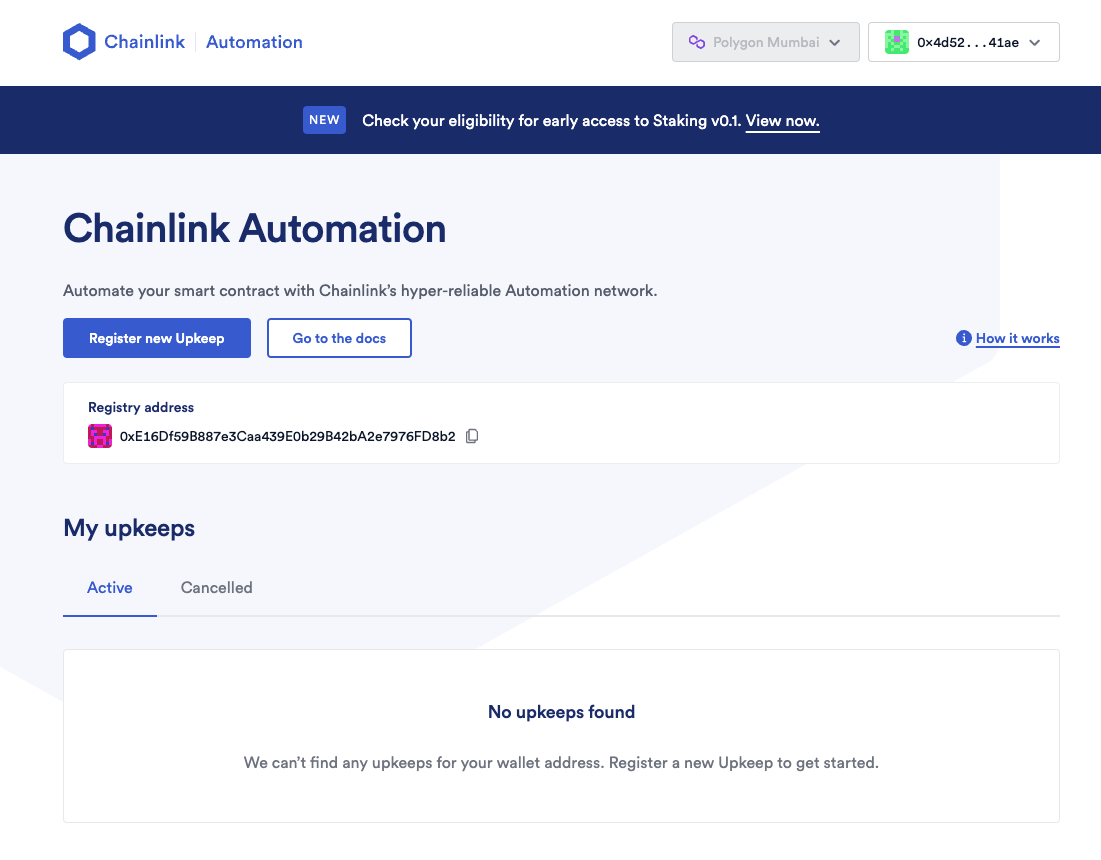 Chainlink Automation
Polygon Mumbai
0x4d52...41ae
NEW Check your eligibility for early access to Staking v0.1. View now.
Chainlink Automation
Automate your smart contract with Chainlink’s hyper-reliable Automation network.
Register new Upkeep
Go to the docs
How it works
Registry address
0xE16Df59B887e3Caa439E0b29B42bA2e7976FD8b2
My upkeeps
Active
Cancelled
No upkeeps found
We can’t find any upkeeps for your wallet address. Register a new Upkeep to get started.